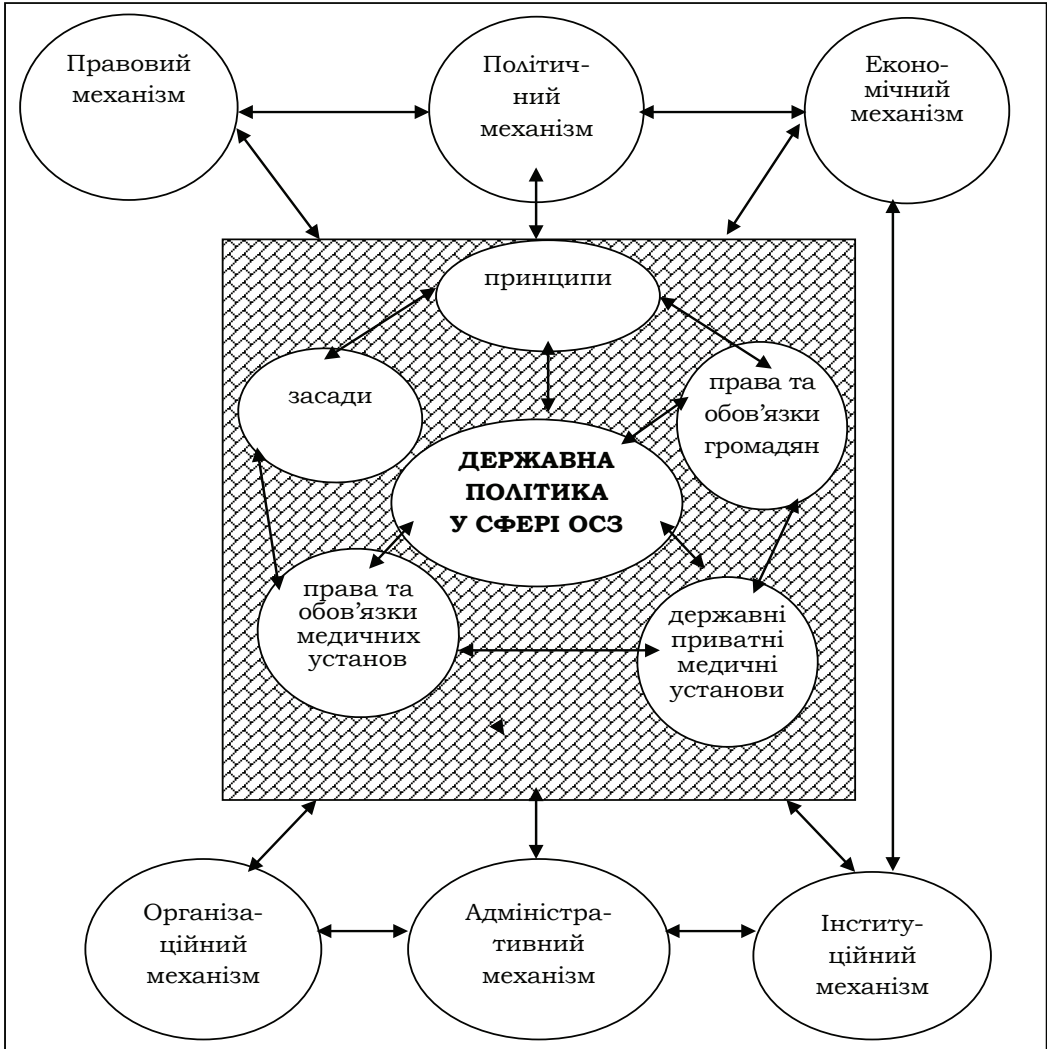 Правовий
механізм
Політич-
ний
механізм
Еконо-
мічний
механізм
принципи
засади
права та
обов’язки
громадян
ДЕРЖАВНА
ПОЛІТИКА
У СФЕРІ ОСЗ
права та
обов’язки
медичних
установ
державні
приватні
медичні
установи
Організа-
ційний
механізм
Адміністра-
тивний
механізм
Інститу-
ційний
механізм